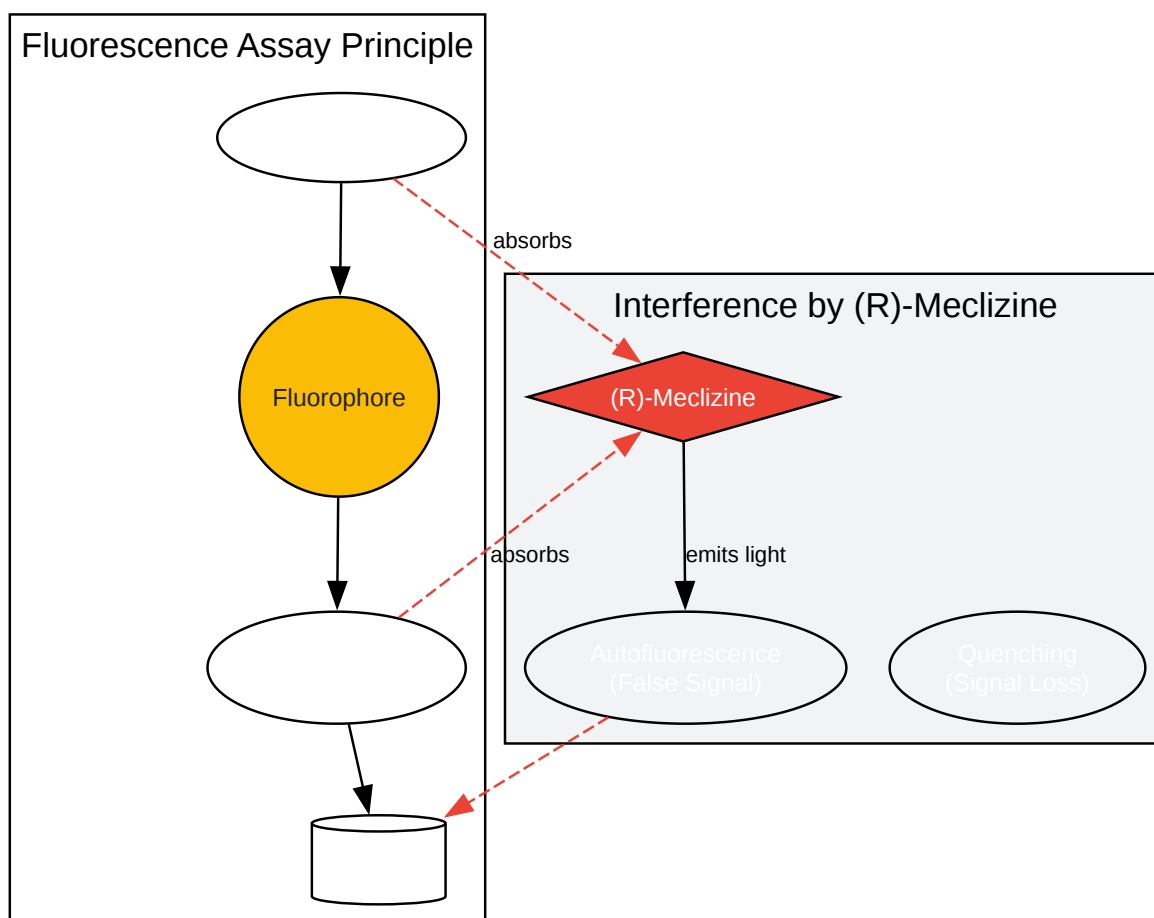 Fluorescence Assay Principle
absorbs
Interference by (R)-Meclizine
Fluorophore
(R)-Meclizine
absorbs
emits light
Autofluorescence
(False Signal)
Quenching
(Signal Loss)